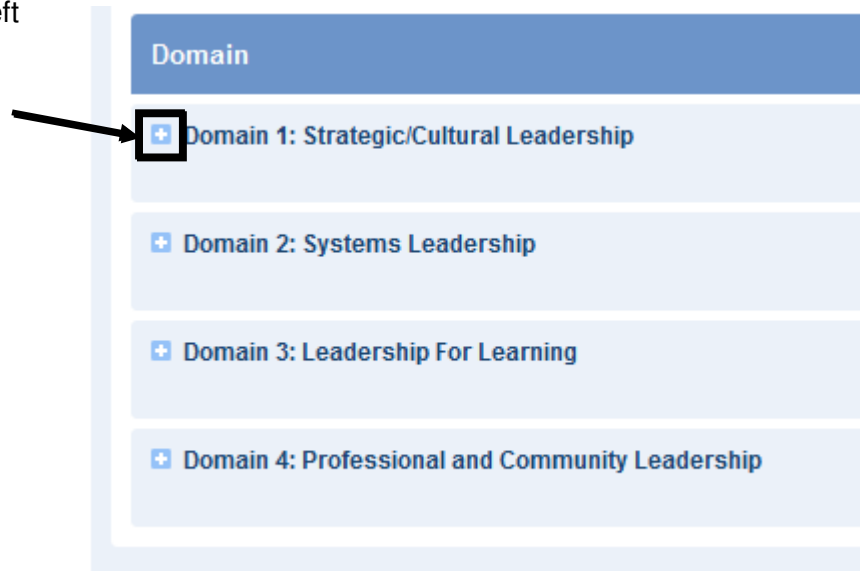 Domain
Domain 1: Strategic/Cultural Leadership
Domain 2: Systems Leadership
Domain 3: Leadership For Learning
Domain 4: Professional and Community Leadership